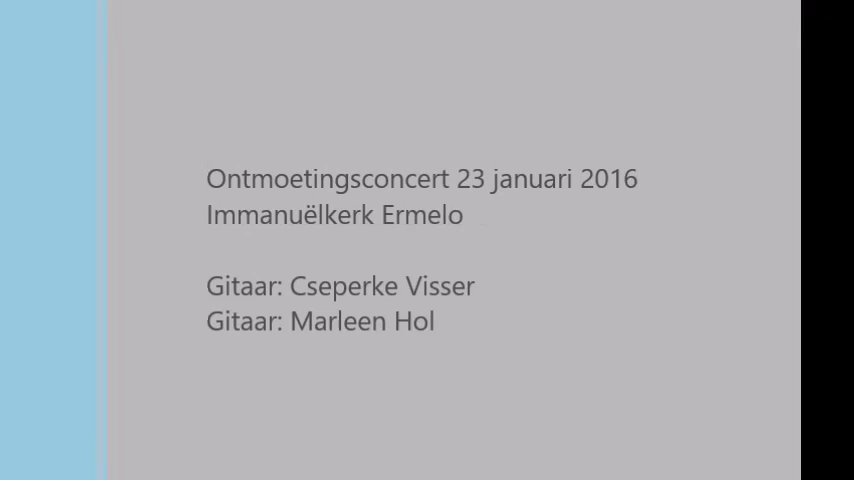 Ontmoetingsconcert 23 januari 2016
Immanuëlkerk Ermelo
Gitaar: Cseperke Visser
Gitaar: Marleen Hol